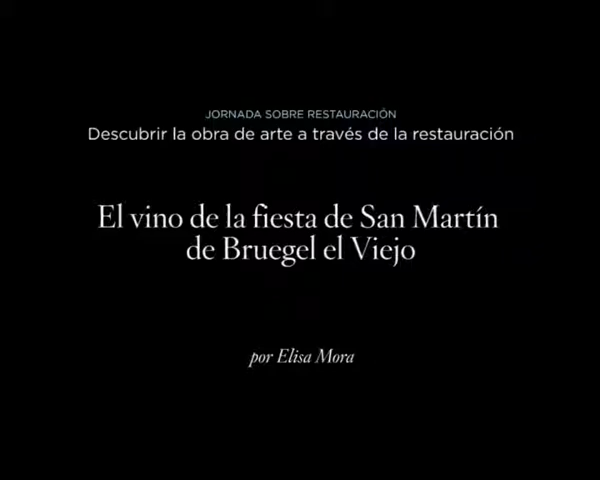 JORNADA SOBRE RESTAURACIÓN
Descubrir la obra de arte a través de la restauración
El vino de la fiesta de San Martín
de Bruegel el Viejo
por Elisa Mora